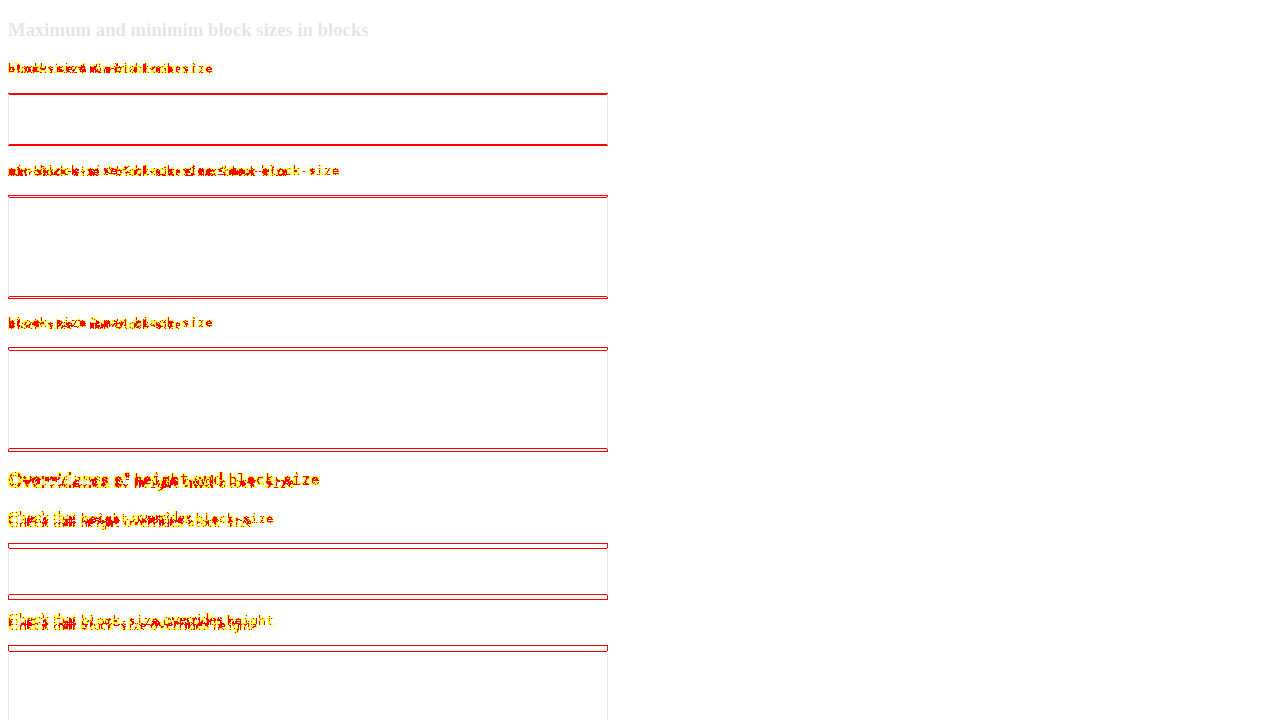 Maximum and minimim block sizes in blocks
block-size < min-block-size
min-block-size < block-size < max-block-size
block-size > max-block-size
Overridance of height and block-size
Check that height overrides block-size
Check that block-size overrides height